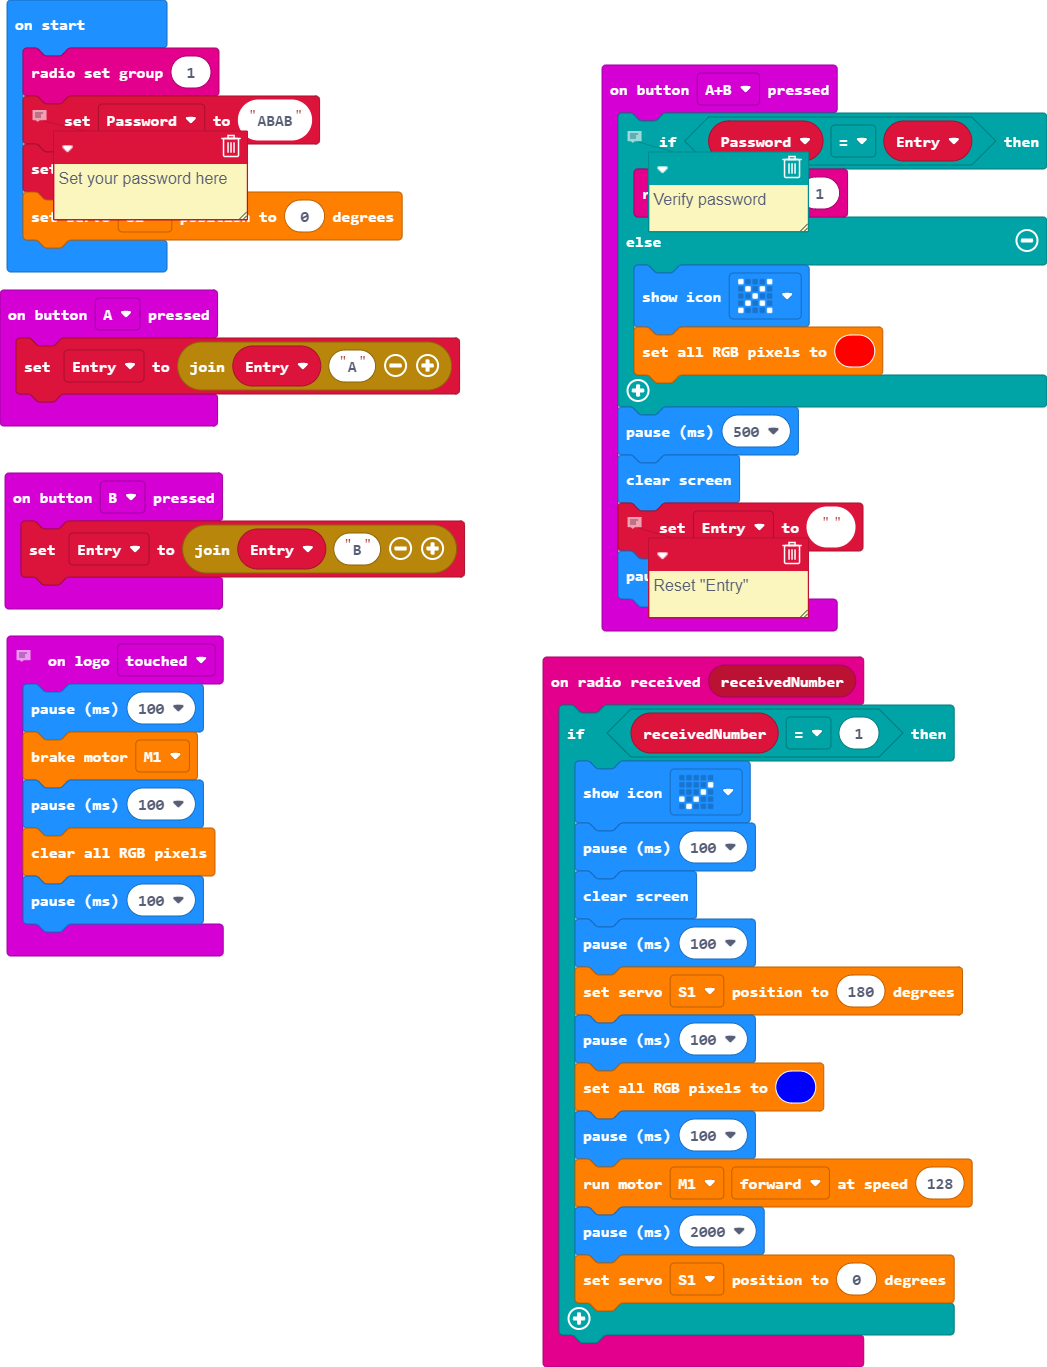 on start
radio set group 1
set Password to "ABAB"
Set your password here
position to 0 degrees
on button A pressed
set Entry to join Entry "A"
on button B pressed
set Entry to join Entry "B"
on logo touched
pause (ms) 100
brake motor M1
pause (ms) 100
clear all RGB pixels
pause (ms) 100
on button A+B pressed
if Password = Entry then
1
Verify password
else
show icon
set all RGB pixels to
pause (ms) 500
clear screen
set Entry to " "
Reset "Entry"
on radio received receivedNumber
if receivedNumber = 1 then
show icon
pause (ms) 100
clear screen
pause (ms) 100
set servo S1 position to 180 degrees
pause (ms) 100
set all RGB pixels to
pause (ms) 100
run motor M1 forward at speed 128
pause (ms) 2000
set servo S1 position to 0 degrees